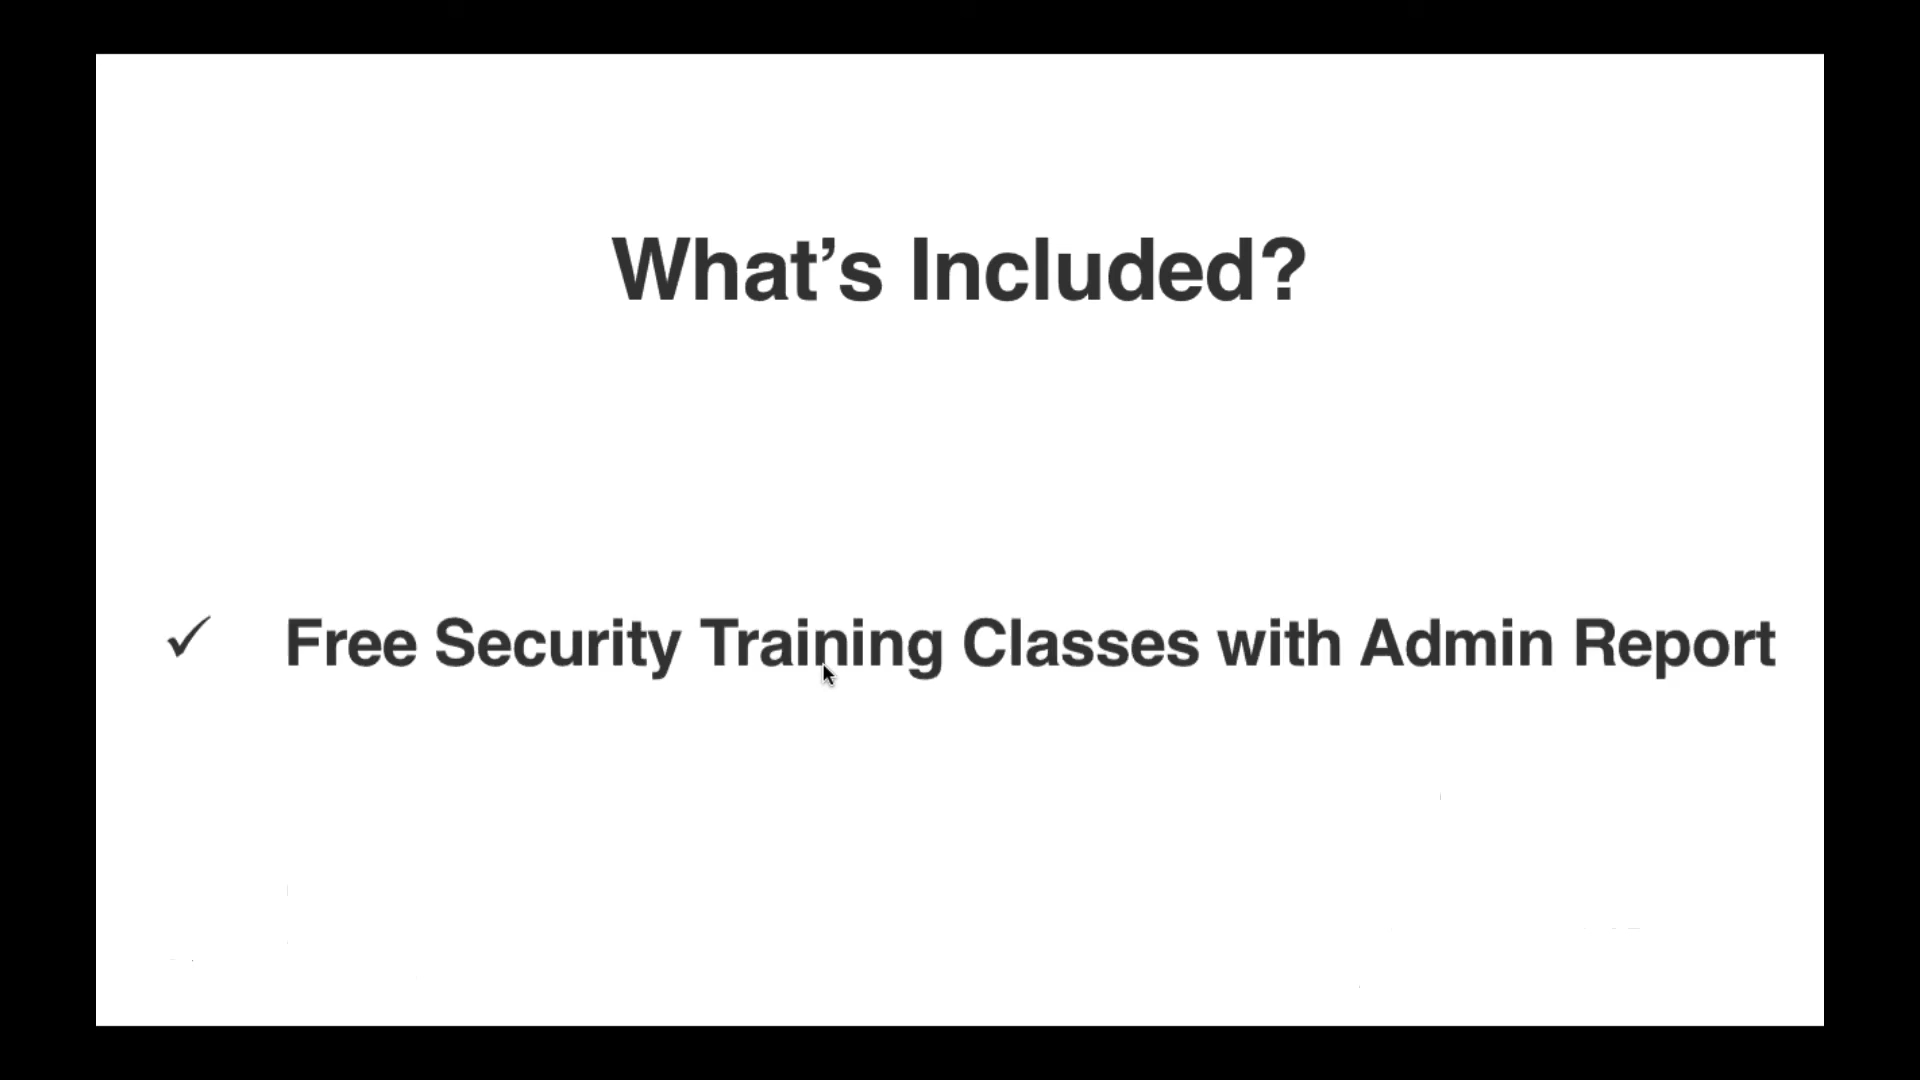 What’s Included?
✓ Free Security Training Classes with Admin Report